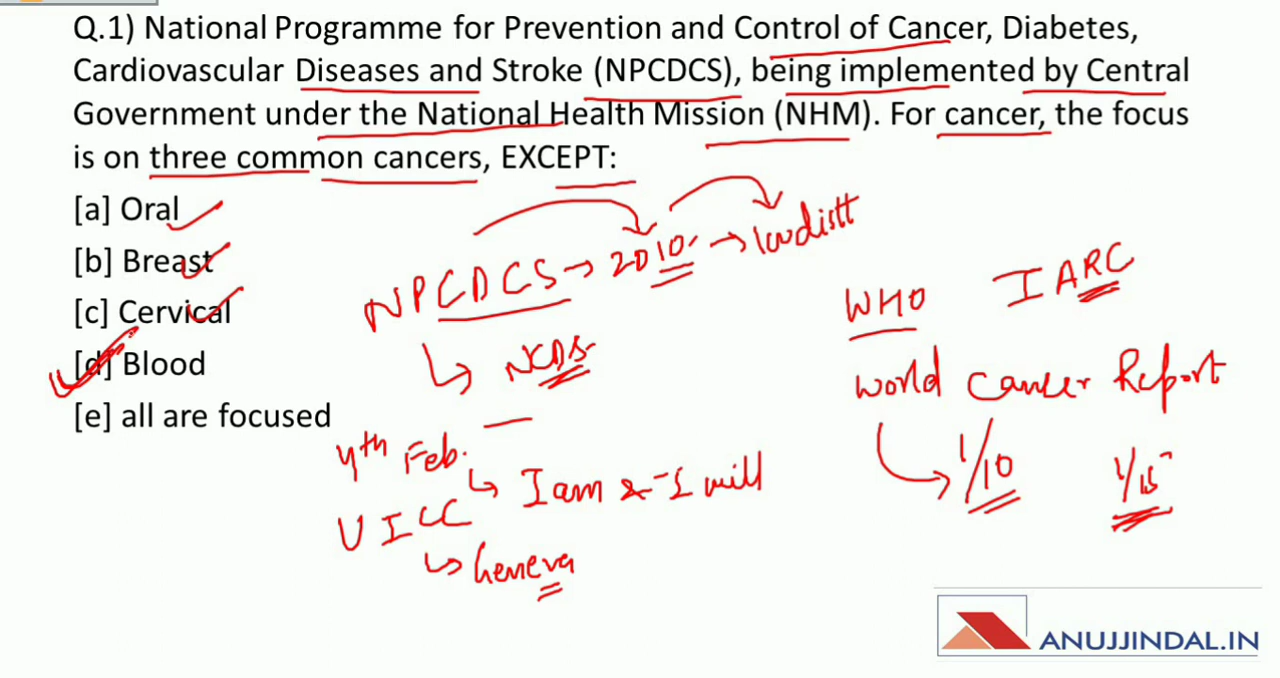 Q.1) National Programme for Prevention and Control of Cancer, Diabetes,
Cardiovascular Diseases and Stroke (NPCDCS), being implemented by Central
Government under the National Health Mission (NHM). For cancer, the focus
is on three common cancers, EXCEPT:
[a] Oral
[b] Breast
[c] Cervical
[d] Blood
[e] all are focused
NPCDCS → 2010 → 100 distt
NCDs
4th Feb.
I am & I will
UICC
Geneva
WHO IARC
World Cancer Report
1/10 1/15
ANUJJINDAL.IN